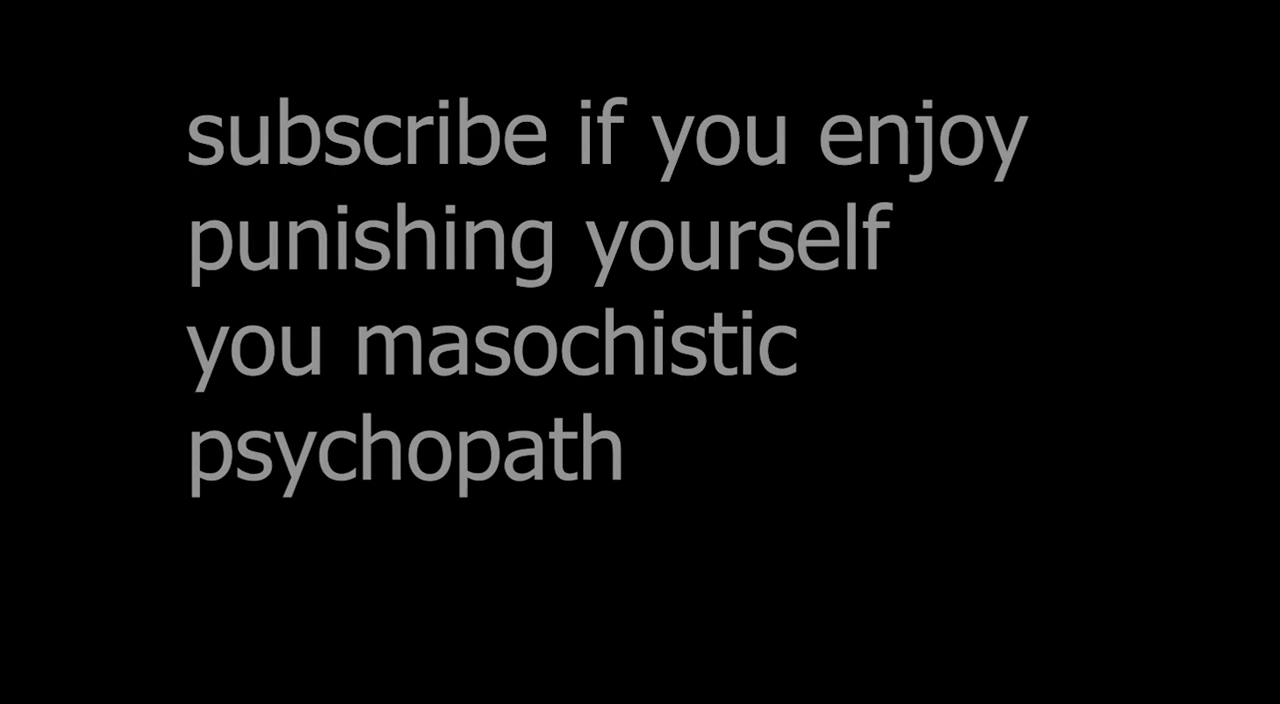 subscribe if you enjoy
punishing yourself
you masochistic
psychopath